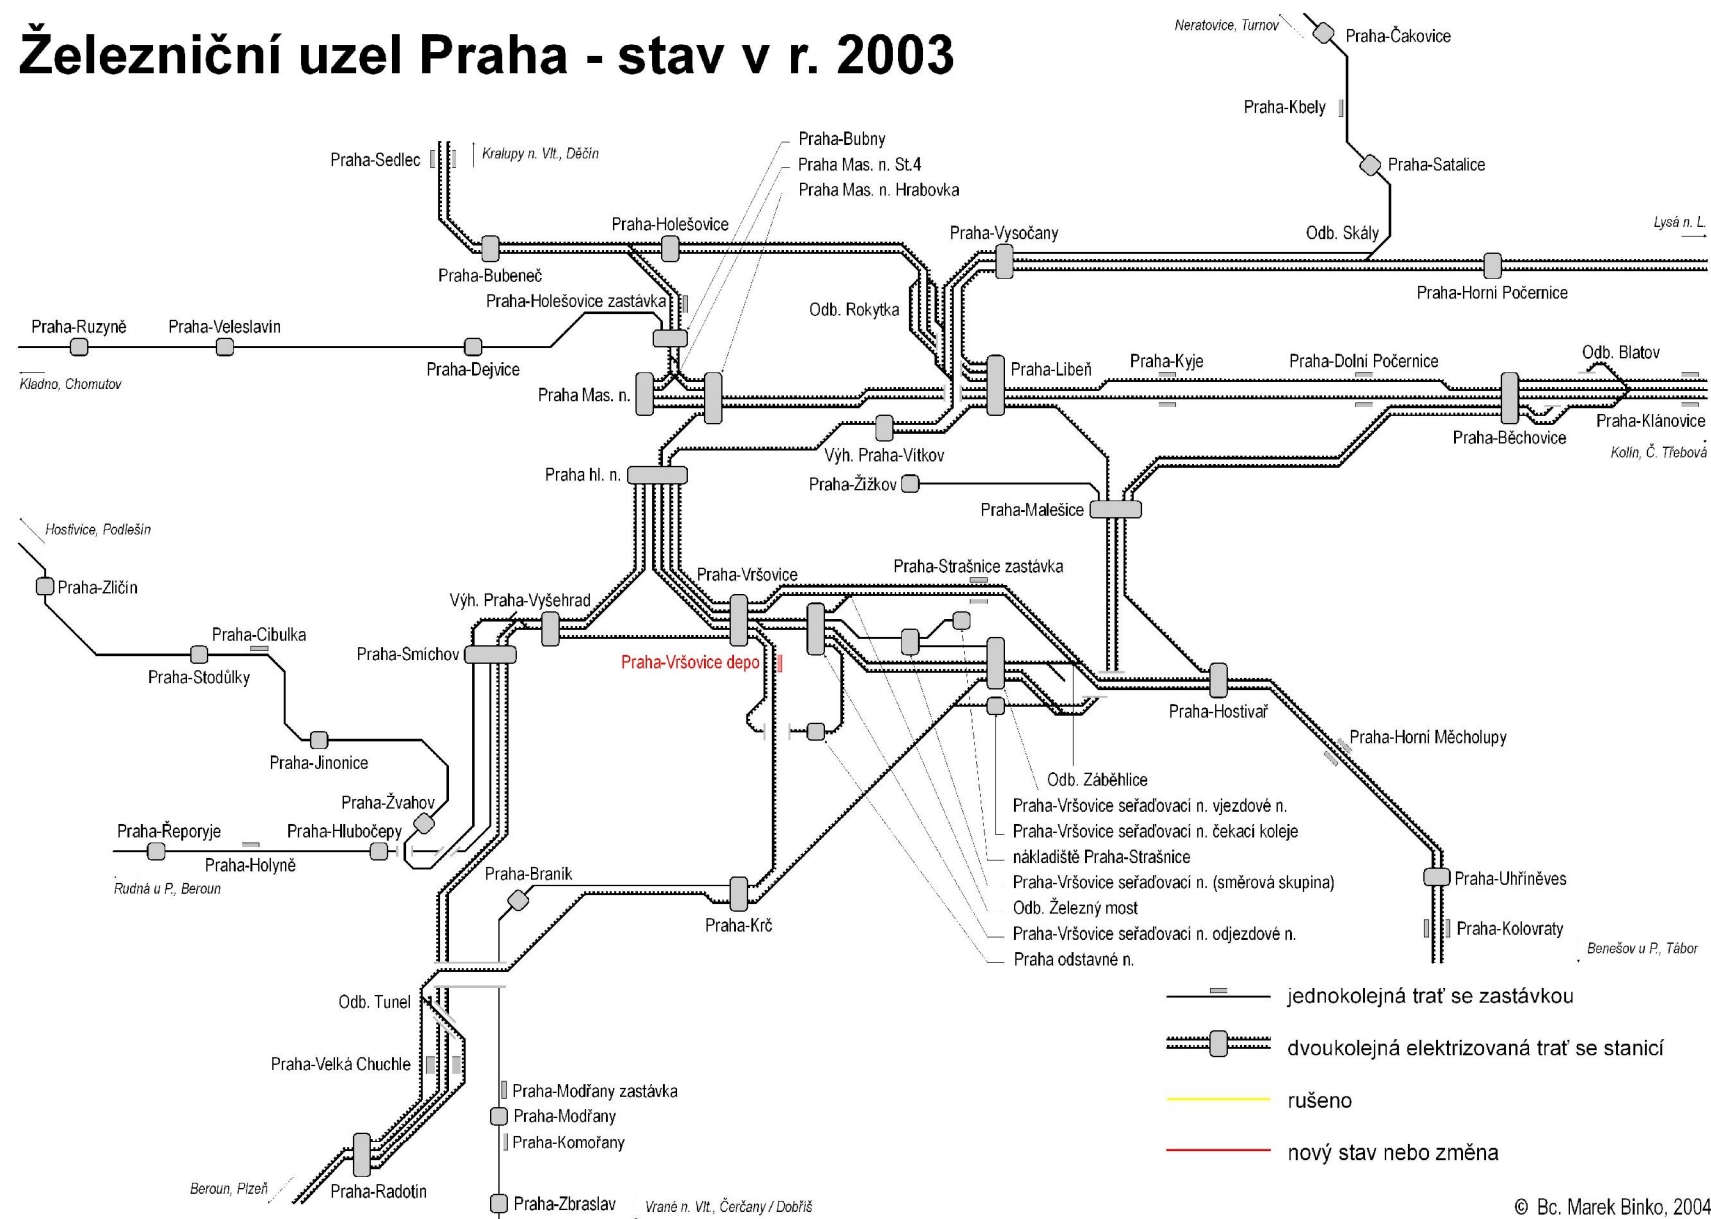 Železniční uzel Praha - stav v r. 2003
Neratovice, Turnov
Praha-Čakovice
Praha-Kbely
Praha-Satalice
Praha-Bubny
Praha Mas. n. St.4
Praha Mas. n. Hrabovka
Praha-Sedlec
Kralupy n. Vlt., Děčín
Praha-Holešovice
Praha-Vysočany
Odb. Skály
Lysá n. L.
Praha-Bubeneč
Praha-Horní Počernice
Praha-Holešovice zastávka
Odb. Rokytka
Praha-Ruzyně
Praha-Veleslavín
Praha-Dejvice
Kladno, Chomutov
Praha-Libeň
Praha-Kyje
Praha-Dolní Počernice
Odb. Blatov
Praha Mas. n.
Praha-Klánovice
Praha-Běchovice
Kolín, Č. Třebová
Výh. Praha-Vítkov
Praha hl. n.
Praha-Žižkov
Praha-Malešice
Hostivice, Podlešín
Praha-Zličín
Praha-Strašnice zastávka
Praha-Vršovice
Výh. Praha-Vyšehrad
Praha-Cibulka
Praha-Smíchov
Praha-Vršovice depo
Praha-Stodůlky
Praha-Hostivař
Praha-Horní Měcholupy
Praha-Jinonice
Odb. Záběhlice
Praha-Vršovice seřaďovací n. vjezdové n.
Praha-Vršovice seřaďovací n. čekací koleje
nákladiště Praha-Strašnice
Praha-Vršovice seřaďovací n. (směrová skupina)
Odb. Železný most
Praha-Vršovice seřaďovací n. odjezdové n.
Praha odstavné n.
Praha-Žvahov
Praha-Řeporyje
Praha-Hlubočepy
Praha-Holyně
Rudná u P., Beroun
Praha-Braník
Praha-Krč
Praha-Uhříněves
Praha-Kolovraty
Benešov u P., Tábor
Odb. Tunel
Praha-Velká Chuchle
Praha-Modřany zastávka
Praha-Modřany
Praha-Komořany
Beroun, Plzeň
Praha-Radotín
Praha-Zbraslav
Vrané n. Vlt., Čerčany / Dobříš
jednokolejná trať se zastávkou
dvoukolejná elektrizovaná trať se stanicí
rušeno
nový stav nebo změna
© Bc. Marek Binko, 2004